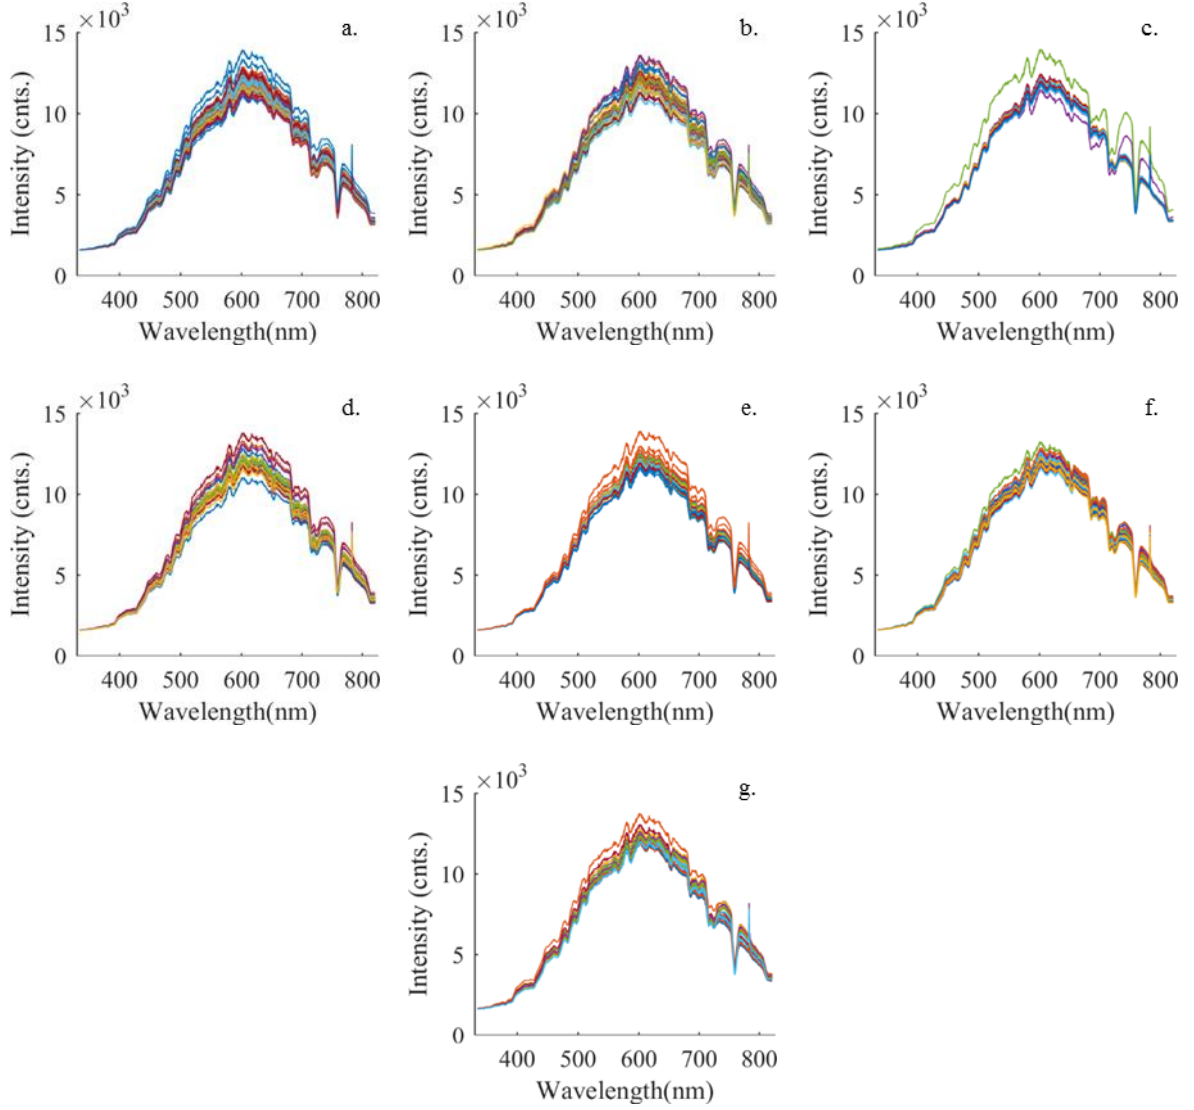 ×10³ a. ×10³ b. ×10³ c.
15 15 15
10 10 10
5 5 5
0 0 0
Intensity (cnts.) Intensity (cnts.) Intensity (cnts.)
400 500 600 700 800 400 500 600 700 800 400 500 600 700 800
Wavelength(nm) Wavelength(nm) Wavelength(nm)
×10³ d. ×10³ e. ×10³ f.
15 15 15
10 10 10
5 5 5
0 0 0
Intensity (cnts.) Intensity (cnts.) Intensity (cnts.)
400 500 600 700 800 400 500 600 700 800 400 500 600 700 800
Wavelength(nm) Wavelength(nm) Wavelength(nm)
×10³ g.
15
10
5
0
Intensity (cnts.)
400 500 600 700 800
Wavelength(nm)